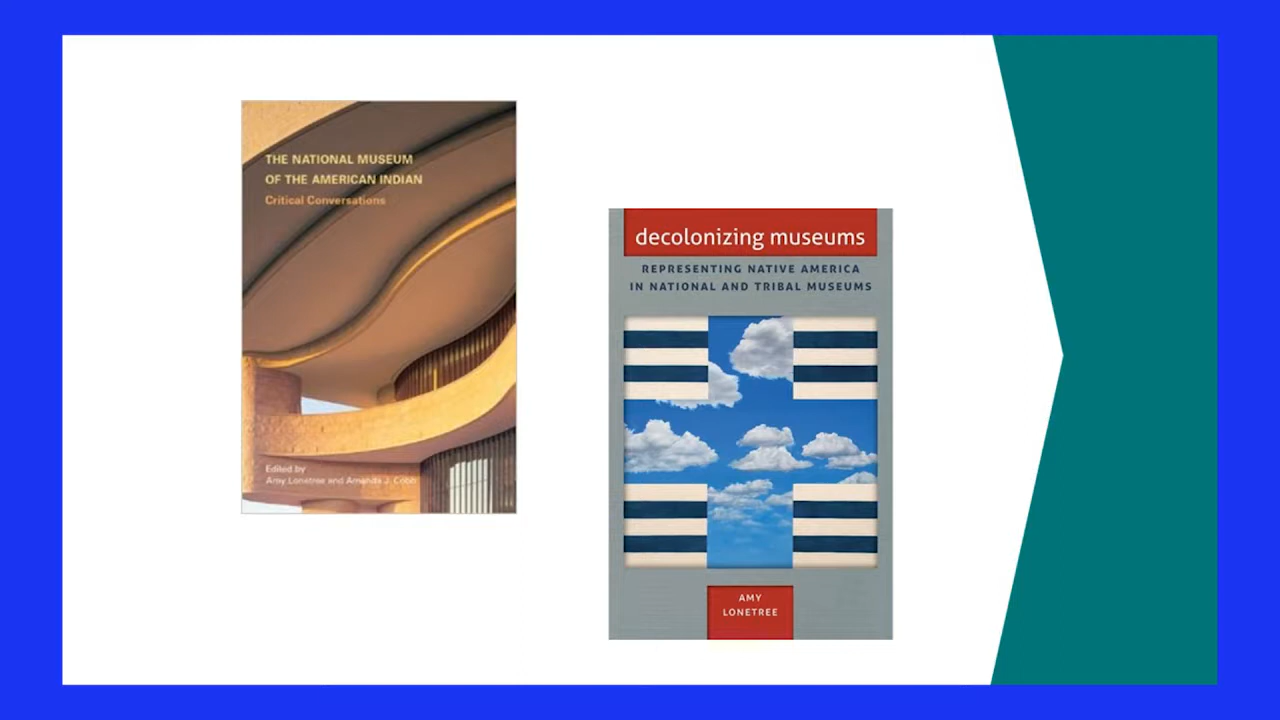 THE NATIONAL MUSEUM
OF THE AMERICAN INDIAN
Critical Conversations
Edited by
Amy Lonetree and Amanda J. Cobb
decolonizing museums
REPRESENTING NATIVE AMERICA
IN NATIONAL AND TRIBAL MUSEUMS
AMY
LONETREE